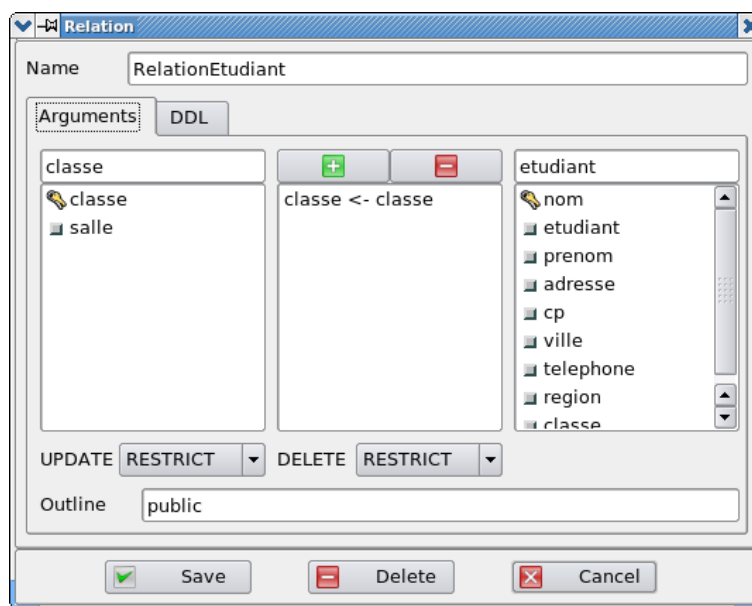 Relation
Name RelationEtudiant
Arguments DDL
classe etudiant
classe classe <- classe nom
salle etudiant
prenom
adresse
cp
ville
telephone
region
classe
UPDATE RESTRICT DELETE RESTRICT
Outline public
Save Delete Cancel